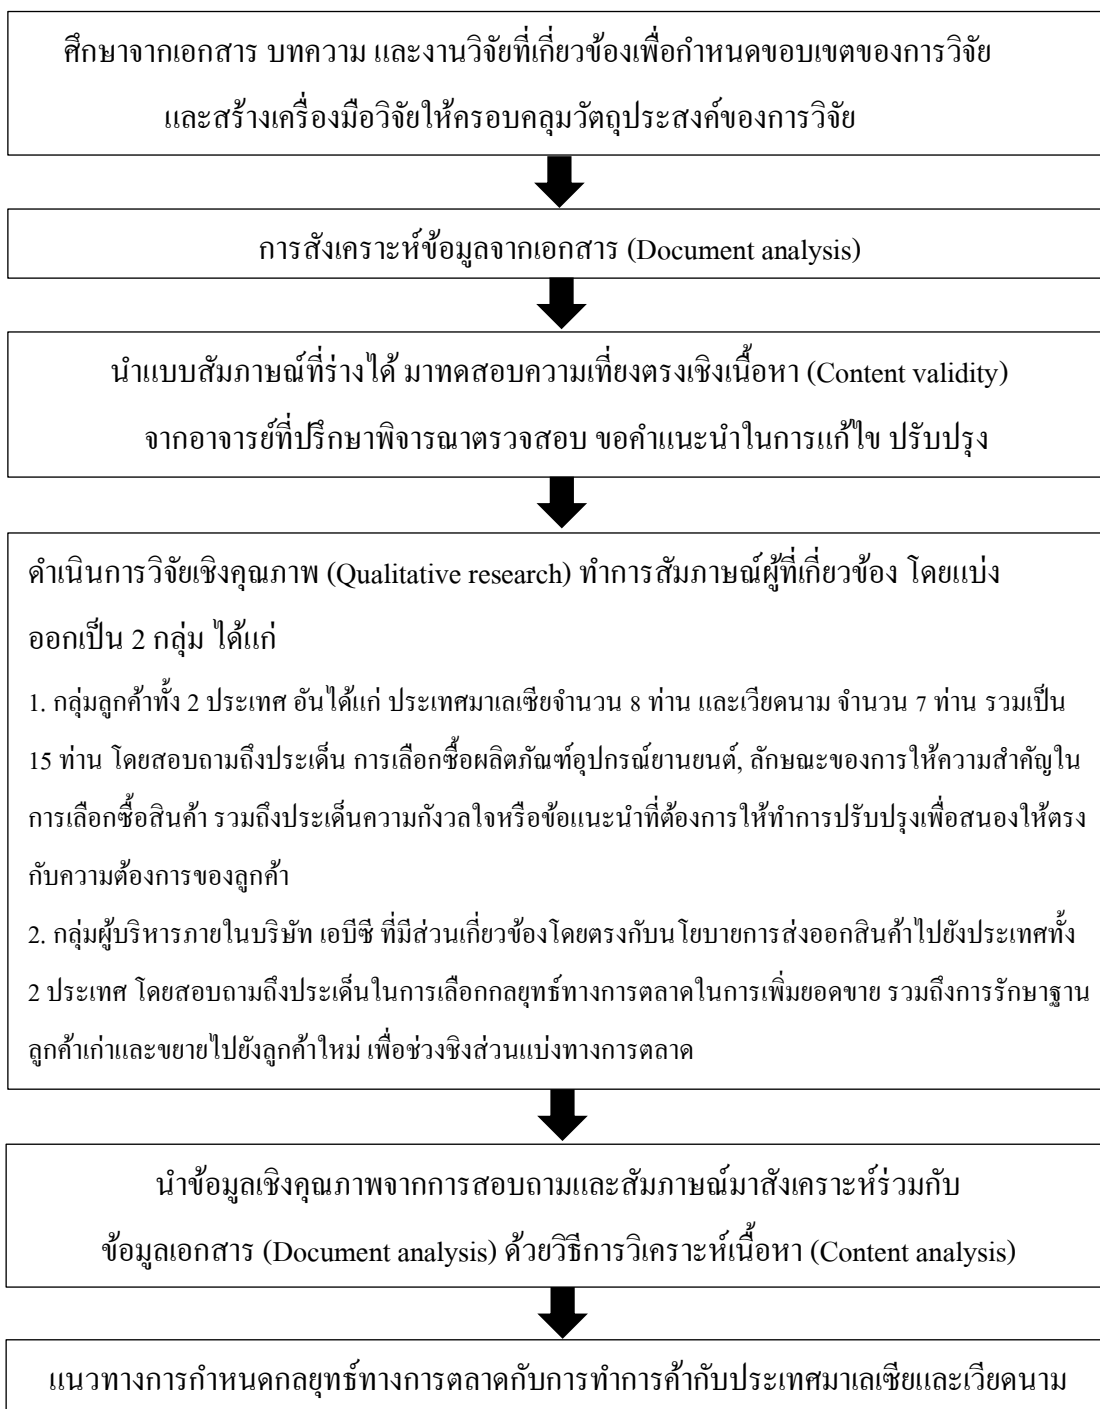 ศึกษาจากเอกสาร บทความ และงานวิจัยที่เกี่ยวข้องเพื่อกำหนดขอบเขตของการวิจัย
และสร้างเครื่องมือวิจัยให้ครอบคลุมวัตถุประสงค์ของการวิจัย
การสังเคราะห์ข้อมูลจากเอกสาร (Document analysis)
นำแบบสัมภาษณ์ที่ร่างได้ มาทดสอบความเที่ยงตรงเชิงเนื้อหา (Content validity)
จากอาจารย์ที่ปรึกษาพิจารณาตรวจสอบ ขอคำแนะนำในการแก้ไข ปรับปรุง
ดำเนินการวิจัยเชิงคุณภาพ (Qualitative research) ทำการสัมภาษณ์ผู้ที่เกี่ยวข้อง โดยแบ่ง
ออกเป็น 2 กลุ่ม ได้แก่
1. กลุ่มลูกค้าทั้ง 2 ประเทศ อันได้แก่ ประเทศมาเลเซียจำนวน 8 ท่าน และเวียดนาม จำนวน 7 ท่าน รวมเป็น
15 ท่าน โดยสอบถามถึงประเด็น การเลือกซื้อผลิตภัณฑ์อุปกรณ์ยานยนต์, ลักษณะของการให้ความสำคัญใน
การเลือกซื้อสินค้า รวมถึงประเด็นความกังวลใจหรือข้อแนะนำที่ต้องการให้ทำการปรับปรุงเพื่อสนองให้ตรง
กับความต้องการของลูกค้า
2. กลุ่มผู้บริหารภายในบริษัท เอบีซี ที่มีส่วนเกี่ยวข้องโดยตรงกับนโยบายการส่งออกสินค้าไปยังประเทศทั้ง
2 ประเทศ โดยสอบถามถึงประเด็นในการเลือกกลยุทธ์ทางการตลาดในการเพิ่มยอดขาย รวมถึงการรักษาฐาน
ลูกค้าเก่าและขยายไปยังลูกค้าใหม่ เพื่อช่วงชิงส่วนแบ่งทางการตลาด
นำข้อมูลเชิงคุณภาพจากการสอบถามและสัมภาษณ์มาสังเคราะห์ร่วมกับ
ข้อมูลเอกสาร (Document analysis) ด้วยวิธีการวิเคราะห์เนื้อหา (Content analysis)
แนวทางการกำหนดกลยุทธ์ทางการตลาดกับการทำการค้ากับประเทศมาเลเซียและเวียดนาม